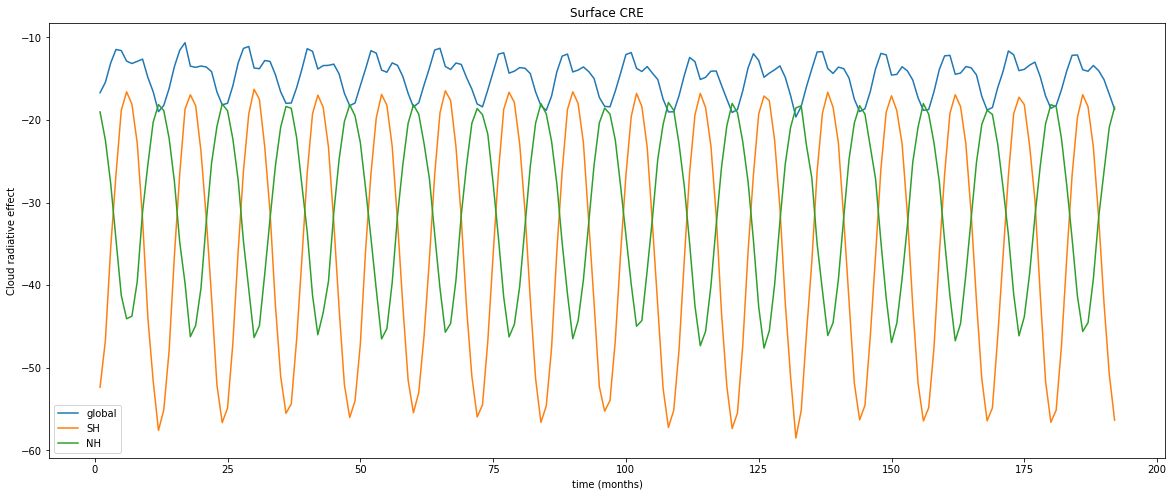 Surface CRE
Cloud radiative effect
−10
−20
−30
−40
−50
−60
global
SH
NH
0
25
50
75
100
125
150
175
200
time (months)